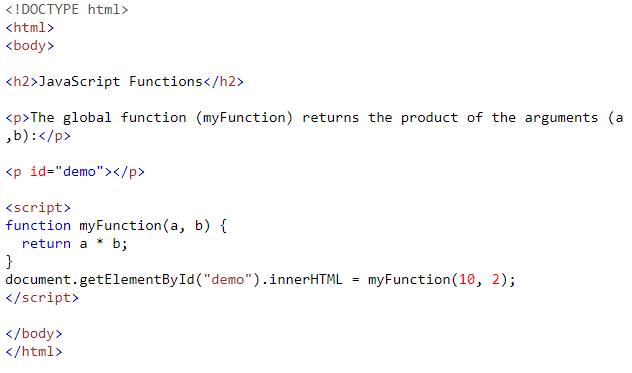 <!DOCTYPE html>
<html>
<body>
<h2>JavaScript Functions</h2>
<p>The global function (myFunction) returns the product of the arguments (a
,b):</p>
<p id="demo"></p>
<script>
function myFunction(a, b) {
  return a * b;
}
document.getElementById("demo").innerHTML = myFunction(10, 2);
</script>
</body>
</html>